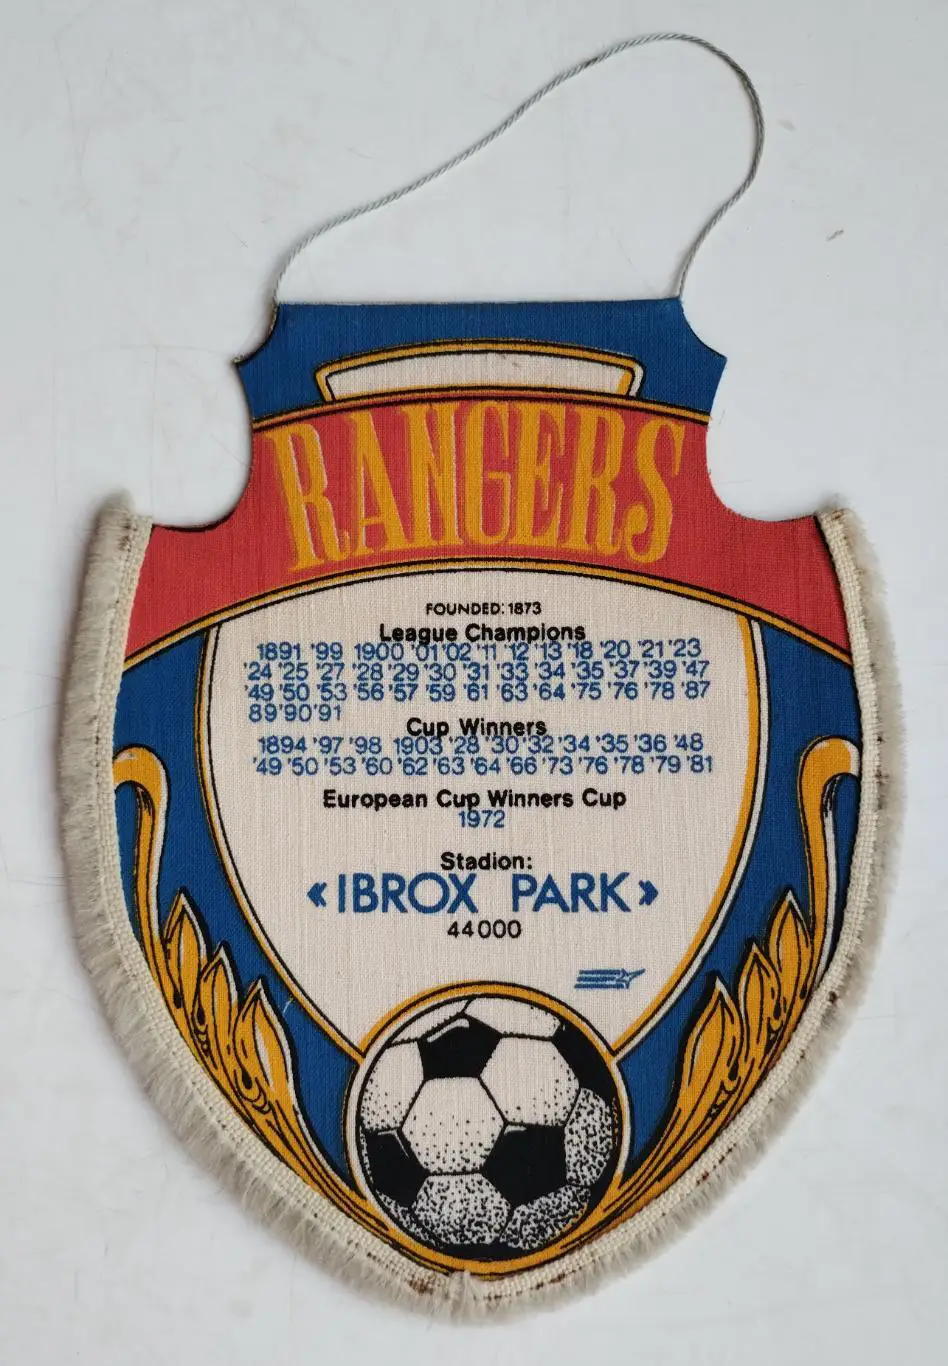 RANGERS
FOUNDED: 1873
League Champions
1891 '99 1900 '01 '02 '11 '12 '13 '18 '20 '21 '23
'24 '25 '27 '28 '29 '30 '31 '33 '34 '35 '37 '39 '47
'49 '50 '53 '56 '57 '59 '61 '63 '64 '75 '76 '78 '87
89'90'91
Cup Winners
1894 '97 '98 1903 '28 '30 '32 '34 '35 '36 '48
'49 '50 '53 '60 '62 '63 '64 '66 '73 '76 '78 '79 '81
European Cup Winners Cup
1972
Stadion:
«IBROX PARK»
44000